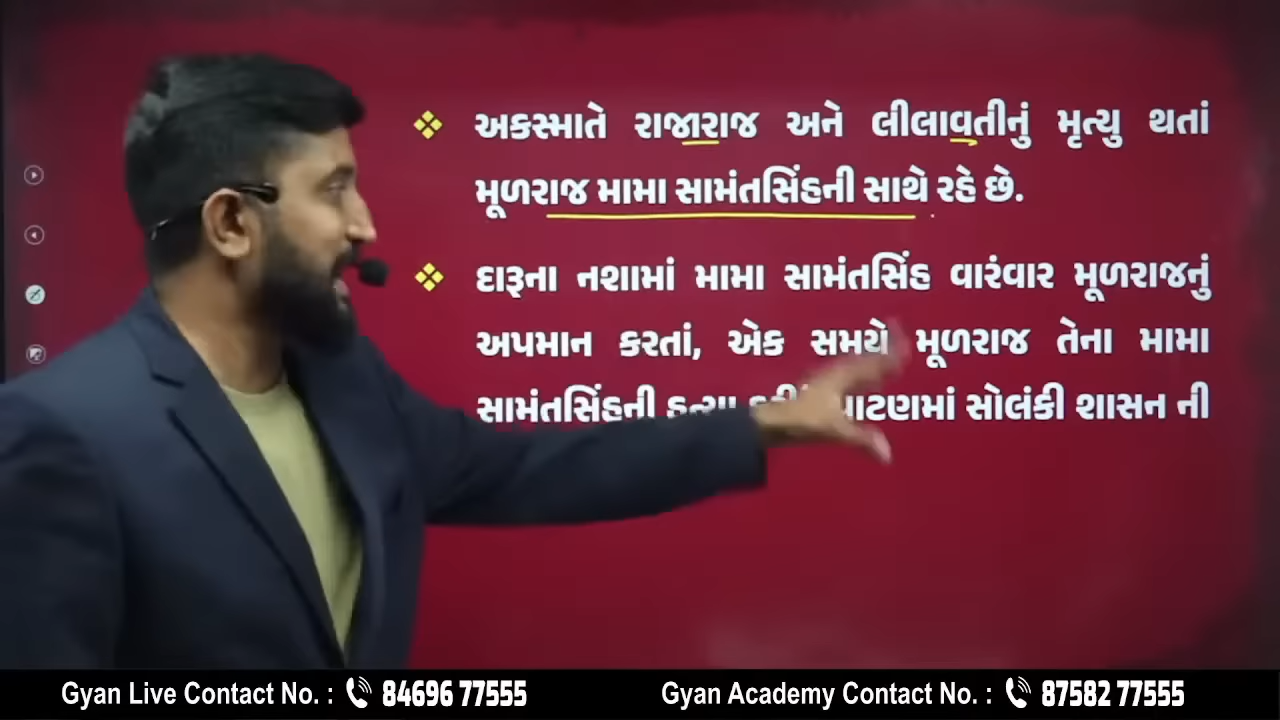 અકસ્માતે રાજારાજ અને લીલાવતીનું મૃત્યુ થતાં
મૂળરાજ મામા સામંતસિંહની સાથે રહે છે.
દારૂના નશામાં મામા સામંતસિંહ વારંવાર મૂળરાજનું
અપમાન કરતાં, એક સમયે મૂળરાજ તેના મામા
સામંતસિંહની હત્યા પાટણમાં સોલંકી શાસન ની
Gyan Live Contact No. : 84696 77555 Gyan Academy Contact No. : 87582 77555